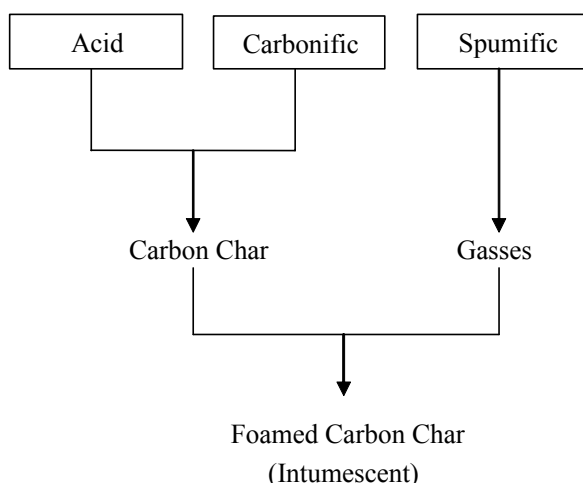 Acid
Carbonific
Spumific
Carbon Char
Gasses
Foamed Carbon Char
(Intumescent)